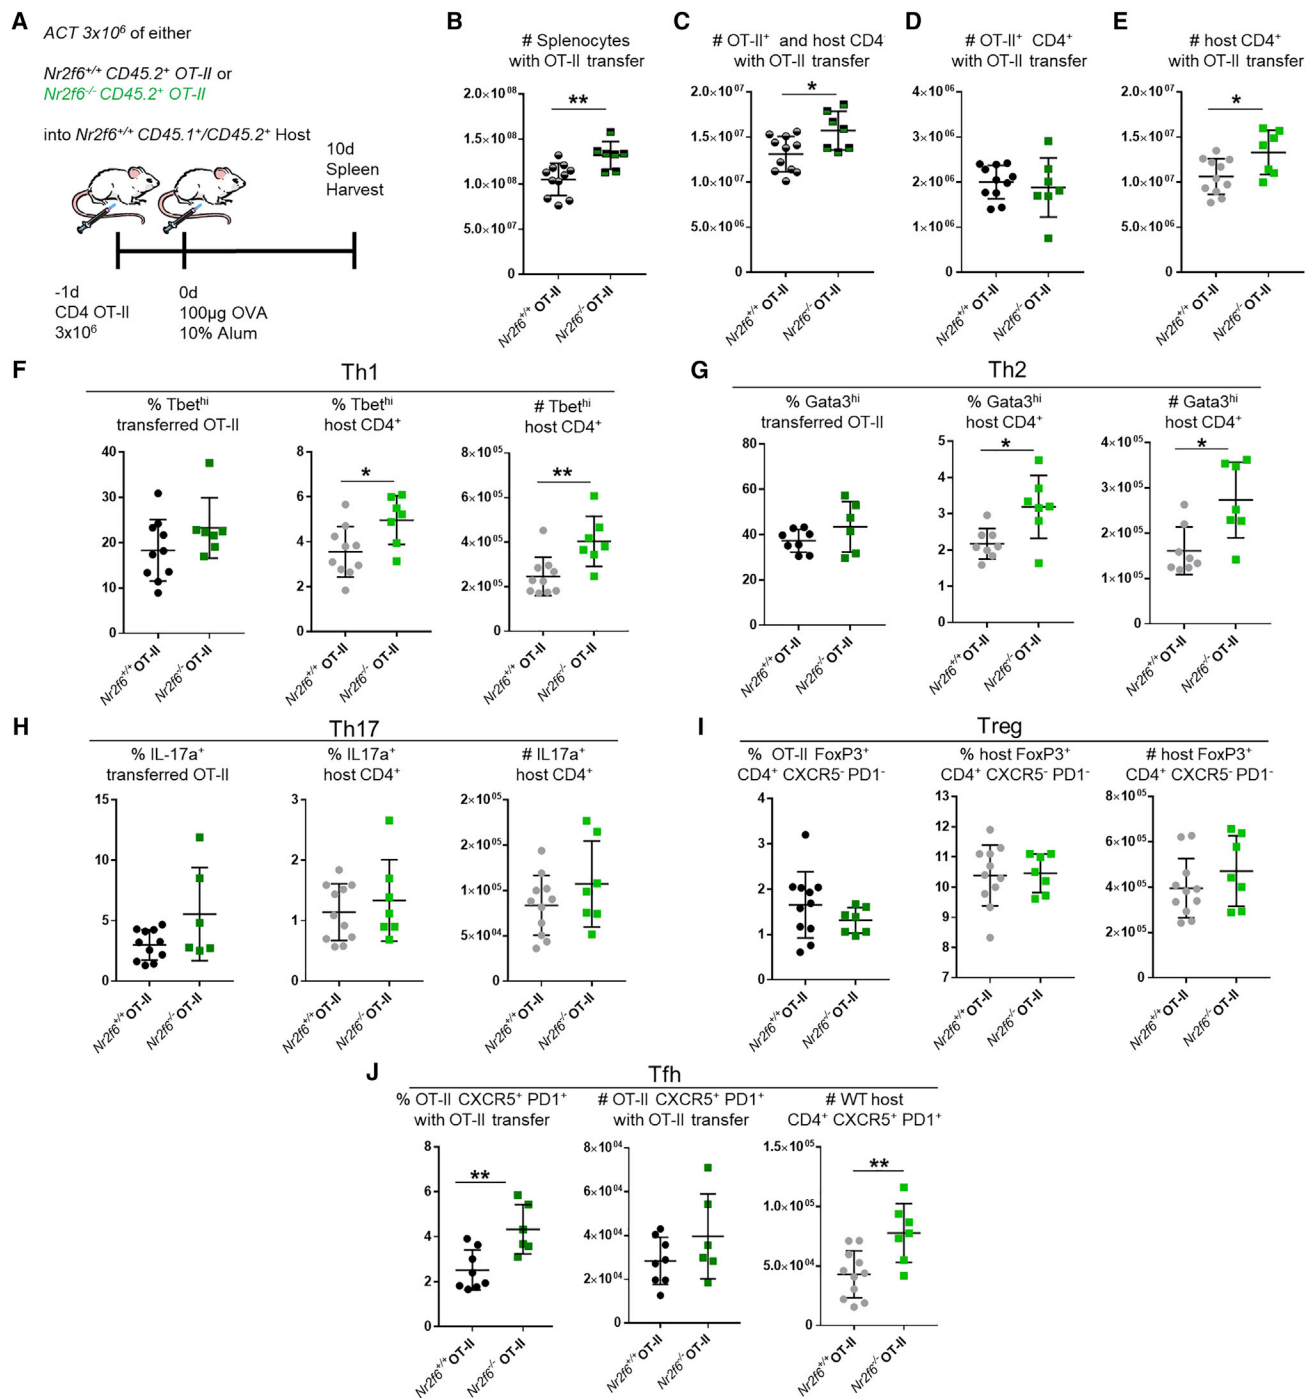 A
ACT 3x10⁶ of either
Nr2f6⁺/⁺ CD45.2⁺ OT-II or
Nr2f6⁻/⁻ CD45.2⁺ OT-II
into Nr2f6⁺/⁺ CD45.1⁺/CD45.2⁺ Host
10d
Spleen
Harvest
-1d
CD4 OT-II
3x10⁶
0d
100µg OVA
10% Alum
B
# Splenocytes
with OT-II transfer
2.0×10⁰⁸
1.5×10⁰⁸
1.0×10⁰⁸
5.0×10⁰⁷
0
**
Nr2f6⁺/⁺ OT-II
Nr2f6⁻/⁻ OT-II
C
# OT-II⁺ and host CD4
with OT-II transfer
2.0×10⁰⁷
1.5×10⁰⁷
1.0×10⁰⁷
5.0×10⁰⁶
0
*
Nr2f6⁺/⁺ OT-II
Nr2f6⁻/⁻ OT-II
D
# OT-II⁺ CD4⁺
with OT-II transfer
4×10⁰⁶
3×10⁰⁶
2×10⁰⁶
1×10⁰⁶
0
Nr2f6⁺/⁺ OT-II
Nr2f6⁻/⁻ OT-II
E
# host CD4⁺
with OT-II transfer
2.0×10⁰⁷
1.5×10⁰⁷
1.0×10⁰⁷
5.0×10⁰⁶
0
*
Nr2f6⁺/⁺ OT-II
Nr2f6⁻/⁻ OT-II
F
Th1
% Tbetʰⁱ
transferred OT-II
40
30
20
10
0
Nr2f6⁺/⁺ OT-II
Nr2f6⁻/⁻ OT-II
% Tbetʰⁱ
host CD4⁺
8
6
4
2
0
*
Nr2f6⁺/⁺ OT-II
Nr2f6⁻/⁻ OT-II
# Tbetʰⁱ
host CD4⁺
8×10⁰⁵
6×10⁰⁵
4×10⁰⁵
2×10⁰⁵
0
**
Nr2f6⁺/⁺ OT-II
Nr2f6⁻/⁻ OT-II
G
Th2
% Gata3ʰⁱ
transferred OT-II
80
60
40
20
0
Nr2f6⁺/⁺ OT-II
Nr2f6⁻/⁻ OT-II
% Gata3ʰⁱ
host CD4⁺
5
4
3
2
1
0
*
Nr2f6⁺/⁺ OT-II
Nr2f6⁻/⁻ OT-II
# Gata3ʰⁱ
host CD4⁺
4×10⁰⁵
3×10⁰⁵
2×10⁰⁵
1×10⁰⁵
0
*
Nr2f6⁺/⁺ OT-II
Nr2f6⁻/⁻ OT-II
H
Th17
% IL-17a⁺
transferred OT-II
15
10
5
0
Nr2f6⁺/⁺ OT-II
Nr2f6⁻/⁻ OT-II
% IL17a⁺
host CD4⁺
3
2
1
0
Nr2f6⁺/⁺ OT-II
Nr2f6⁻/⁻ OT-II
# IL17a⁺
host CD4⁺
2×10⁰⁵
2×10⁰⁵
1×10⁰⁵
5×10⁰⁴
0
Nr2f6⁺/⁺ OT-II
Nr2f6⁻/⁻ OT-II
I
Treg
% OT-II FoxP3⁺
CD4⁺ CXCR5⁻ PD1⁻
4
3
2
1
0
Nr2f6⁺/⁺ OT-II
Nr2f6⁻/⁻ OT-II
% host FoxP3⁺
CD4⁺ CXCR5⁻ PD1⁻
13
12
11
10
9
8
7
Nr2f6⁺/⁺ OT-II
Nr2f6⁻/⁻ OT-II
# host FoxP3⁺
CD4⁺ CXCR5⁻ PD1⁻
8×10⁰⁵
6×10⁰⁵
4×10⁰⁵
2×10⁰⁵
0
Nr2f6⁺/⁺ OT-II
Nr2f6⁻/⁻ OT-II
J
Tfh
% OT-II CXCR5⁺ PD1⁺
with OT-II transfer
8
6
4
2
0
**
Nr2f6⁺/⁺ OT-II
Nr2f6⁻/⁻ OT-II
# OT-II CXCR5⁺ PD1⁺
with OT-II transfer
8×10⁰⁴
6×10⁰⁴
4×10⁰⁴
2×10⁰⁴
0
Nr2f6⁺/⁺ OT-II
Nr2f6⁻/⁻ OT-II
# WT host
CD4⁺ CXCR5⁺ PD1⁺
1.5×10⁰⁵
1.0×10⁰⁵
5.0×10⁰⁴
0
**
Nr2f6⁺/⁺ OT-II
Nr2f6⁻/⁻ OT-II